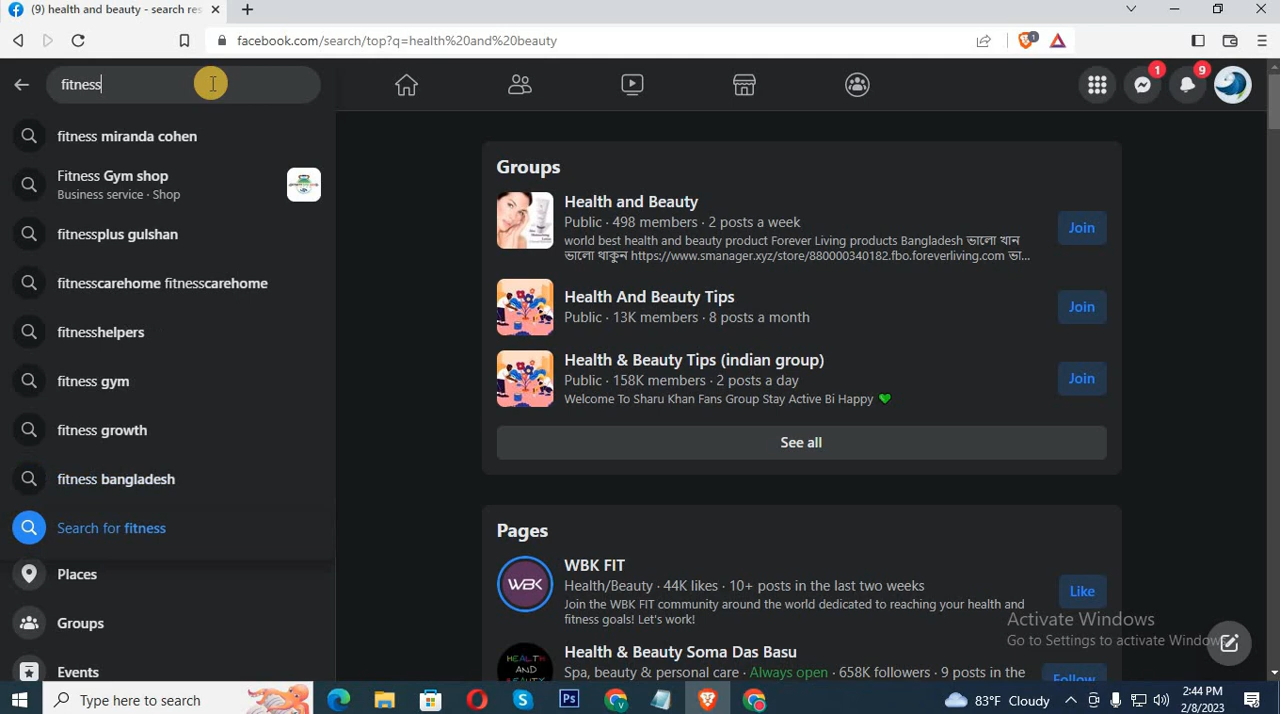 (9) health and beauty - search res
facebook.com/search/top?q=health%20and%20beauty
fitness
fitness miranda cohen
Fitness Gym shop
Business service · Shop
fitnessplus gulshan
fitnesscarehome fitnesscarehome
fitnesshelpers
fitness gym
fitness growth
fitness bangladesh
Search for fitness
Places
Groups
Events
1
1
9
Groups
Health and Beauty
Public · 498 members · 2 posts a week
world best health and beauty product Forever Living products Bangladesh ভালো খান
ভালো থাকুন https://www.smanager.xyz/store/880000340182.fbo.foreverliving.com ভা...
Join
Health And Beauty Tips
Public · 13K members · 8 posts a month
Join
Health & Beauty Tips (indian group)
Public · 158K members · 2 posts a day
Welcome To Sharu Khan Fans Group Stay Active Bi Happy 💚
Join
See all
Pages
WBK
WBK FIT
Health/Beauty · 44K likes · 10+ posts in the last two weeks
Join the WBK FIT community around the world dedicated to reaching your health and
fitness goals! Let's work!
Like
HEALTH
AND
BEAUTY
Health & Beauty Soma Das Basu
Spa, beauty & personal care · Always open · 658K followers · 9 posts in the
Follow
Activate Windows
Go to Settings to activate Windows
Type here to search
Ps
V
83°F Cloudy
2:44 PM
2/8/2023